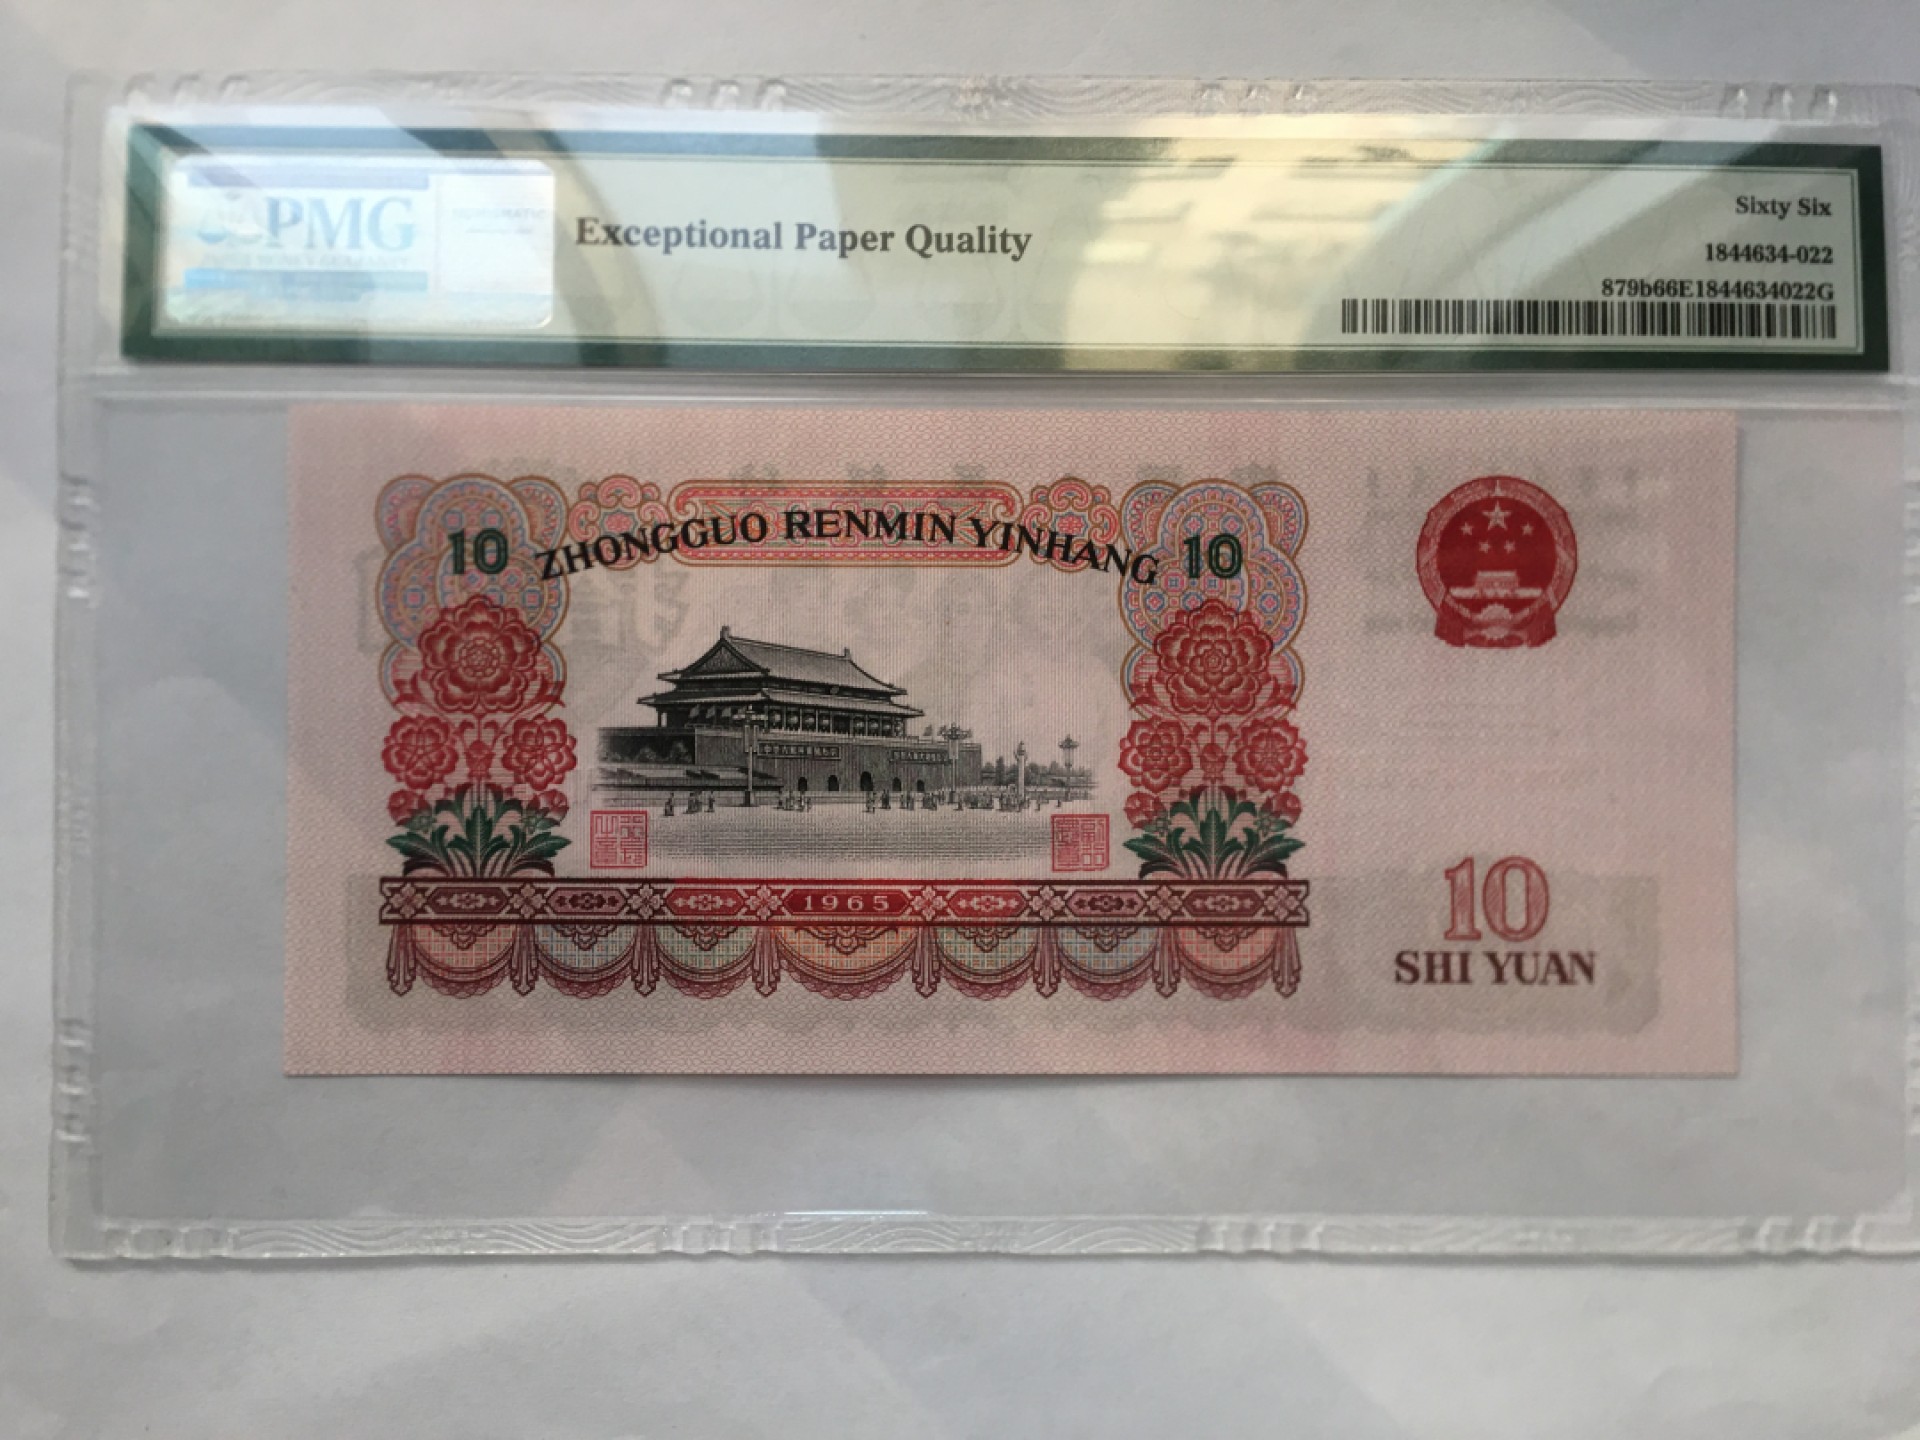 PMG
Exceptional Paper Quality
Sixty Six
1844634-022
879b66E1844634022G
10 ZHONGGUO RENMIN YINHANG 10
1965
10
SHI YUAN